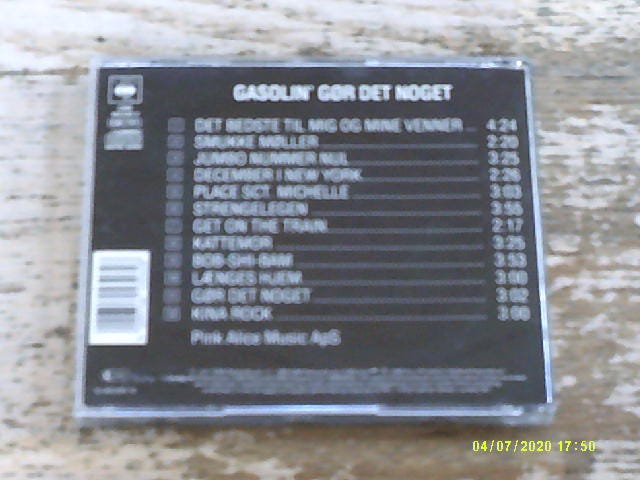 GASOLIN' GØR DET NOGET
DET BEDSTE TIL MIG OG MINE VENNER 4:24
SMUKKE MØLLER 2:20
JUMBO NUMMER NUL 3:25
DECEMBER I NEW YORK 2:26
PLACE SCT. MICHELLE 3:03
STRENGELEGEN 3:55
GET ON THE TRAIN 2:17
KATTEMOR 3:25
BOB-SHI-BAM 3:53
LÆNGES HJEM 3:00
GØR DET NOGET 3:02
KINA ROCK 3:06
Pink Alice Music ApS
04/07/2020 17:50